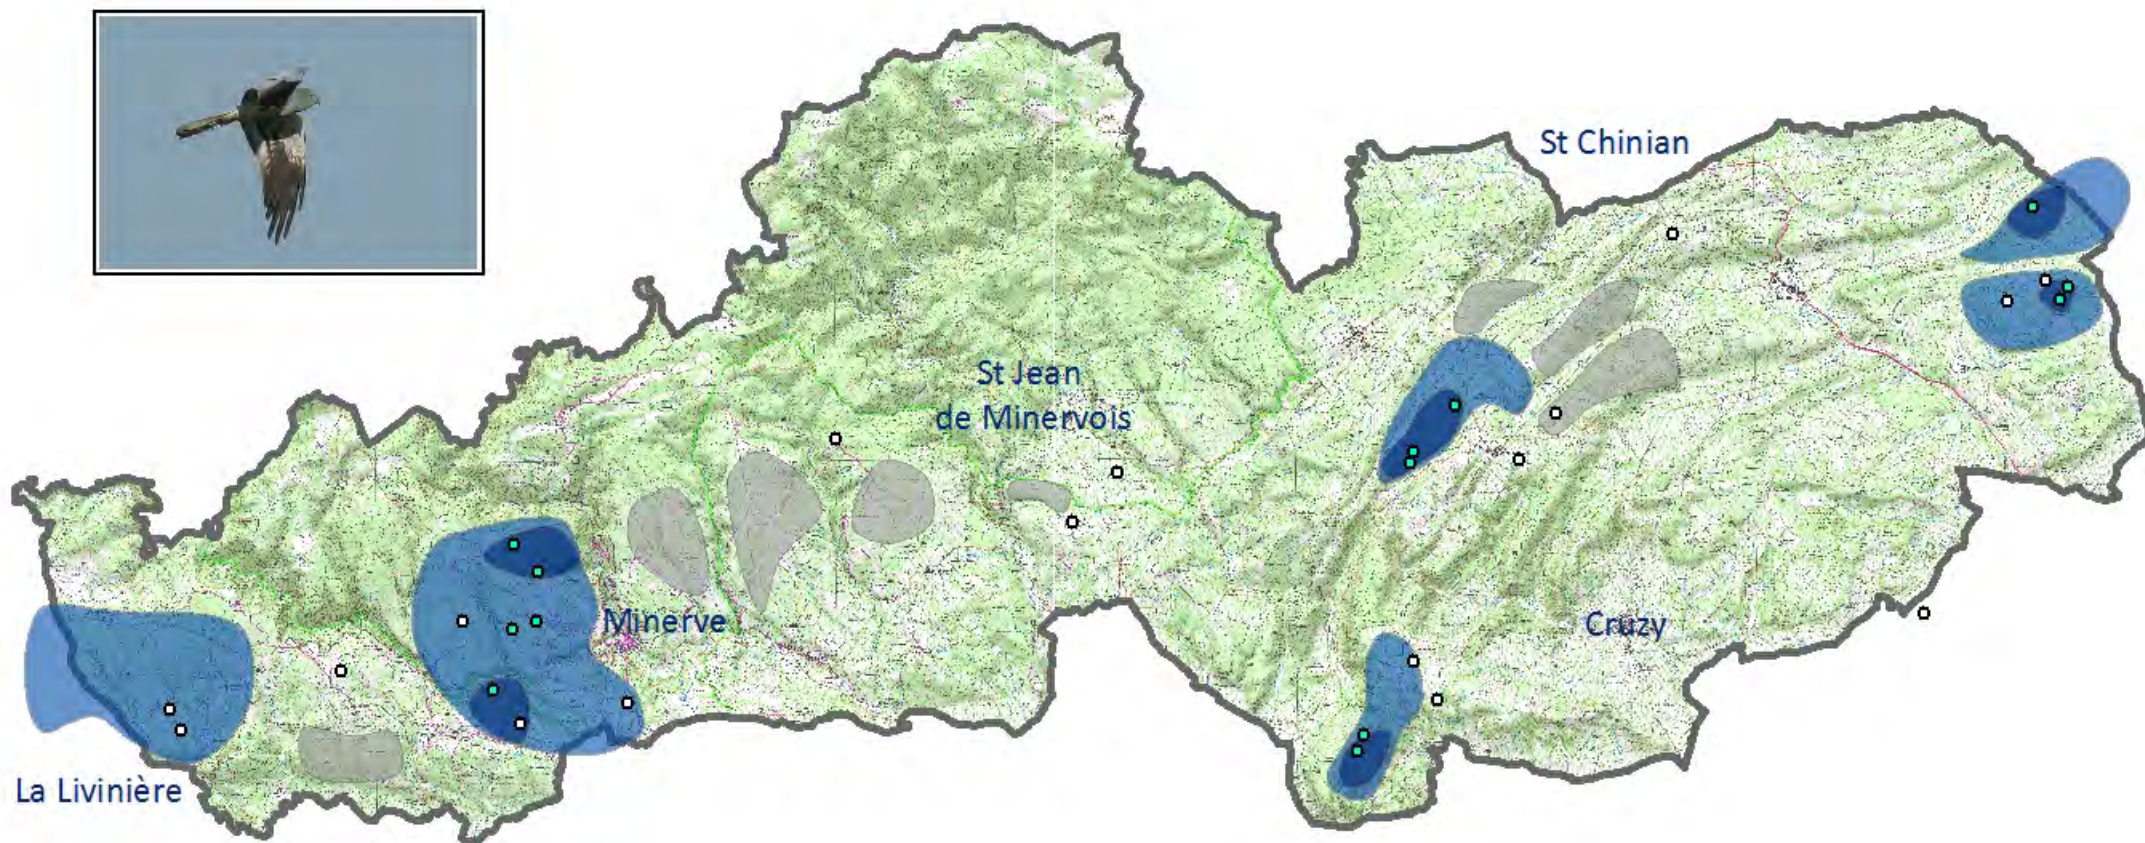 St Chinian
St Jean
de Minervois
Minerve
Cruzy
La Livinière